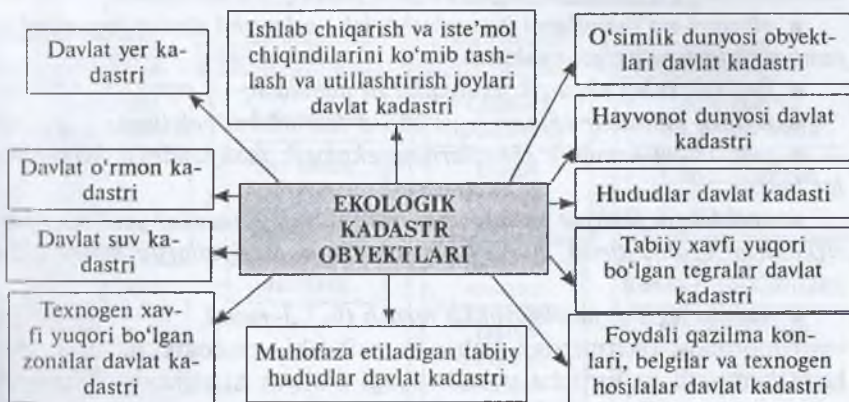 Davlat yer ka-
dastri
Ishlab chiqarish va iste'mol
chiqindilarini ko'mib tash-
lash va utillashtirish joylari
davlat kadastri
O'simlik dunyosi obyekt-
lari davlat kadastri
Hayvonot dunyosi davlat
kadastri
Davlat o'rmon ka-
dastri
EKOLOGIK
KADASTR
OBYEKTLARI
Hududlar davlat kadasti
Davlat suv ka-
dastri
Tabiiy xavfi yuqori
bo'lgan tegralar davlat
kadastri
Texnogen xav-
fi yuqori bo'lgan
zonalar davlat ka-
dastri
Muhofaza etiladigan tabiiy
hududlar davlat kadastri
Foydali qazilma kon-
lari, belgilar va texnogen
hosilalar davlat kadastri